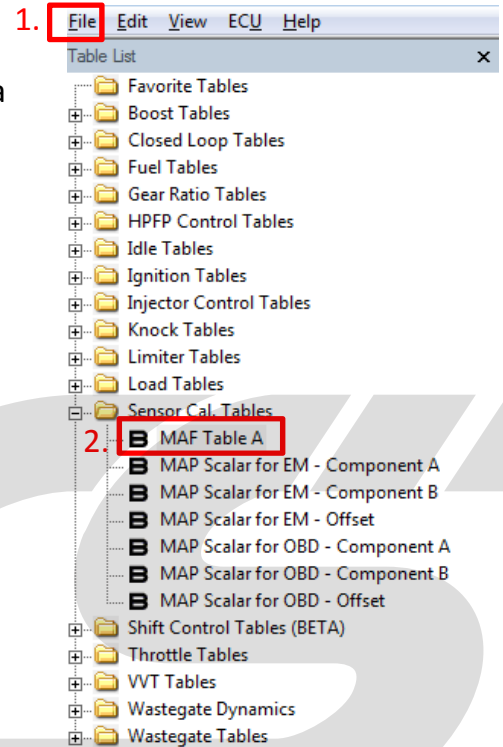 1. File Edit View ECU Help
Table List x
a
Favorite Tables
Boost Tables
Closed Loop Tables
Fuel Tables
Gear Ratio Tables
HPFP Control Tables
Idle Tables
Ignition Tables
Injector Control Tables
Knock Tables
Limiter Tables
Load Tables
Sensor Cal. Tables
2. B MAF Table A
B MAP Scalar for EM - Component A
B MAP Scalar for EM - Component B
B MAP Scalar for EM - Offset
B MAP Scalar for OBD - Component A
B MAP Scalar for OBD - Component B
B MAP Scalar for OBD - Offset
Shift Control Tables (BETA)
Throttle Tables
VVT Tables
Wastegate Dynamics
Wastegate Tables